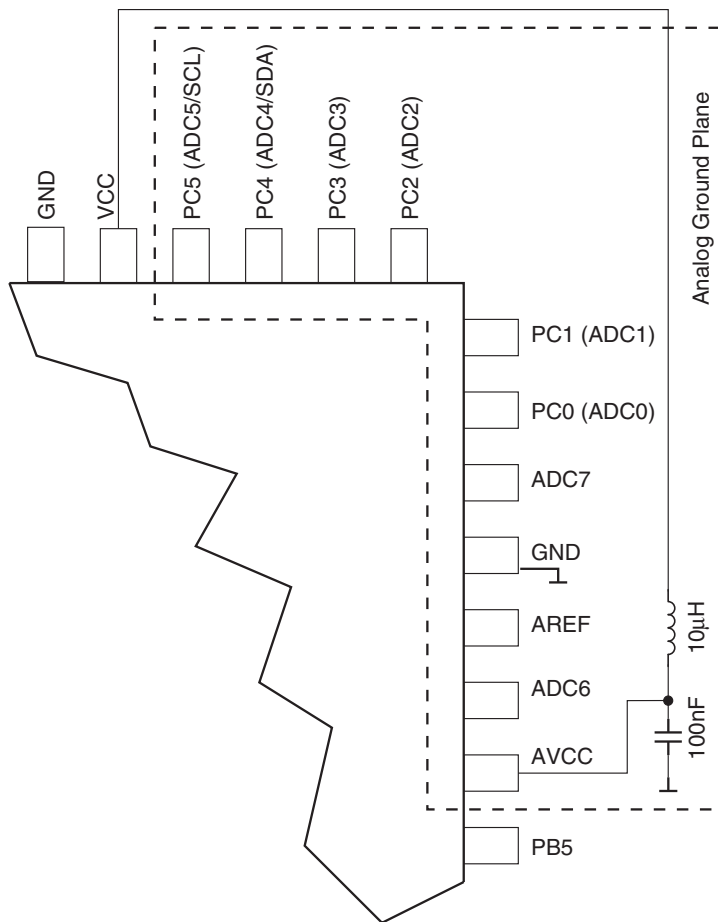 GND
VCC
PC5 (ADC5/SCL)
PC4 (ADC4/SDA)
PC3 (ADC3)
PC2 (ADC2)
Analog Ground Plane
PC1 (ADC1)
PC0 (ADC0)
ADC7
GND
AREF
10µH
ADC6
100nF
AVCC
PB5